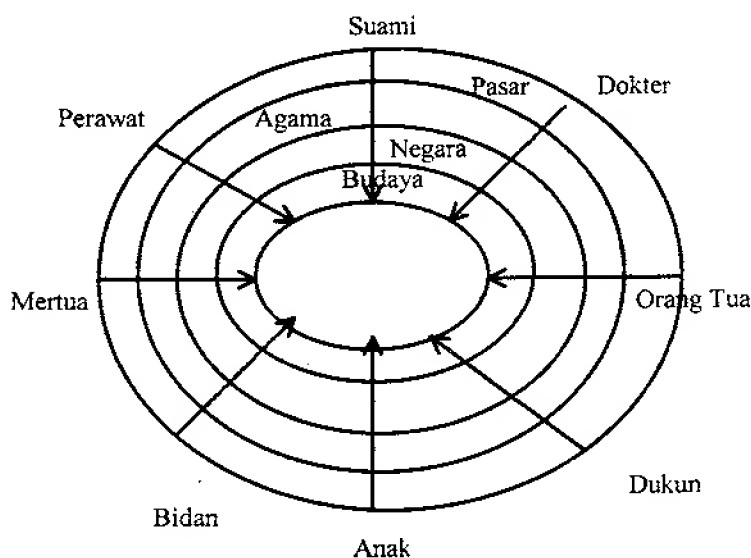 Suami
Pasar
Dokter
Perawat
Agama
Negara
Budaya
Mertua
Orang Tua
Dukun
Bidan
Anak